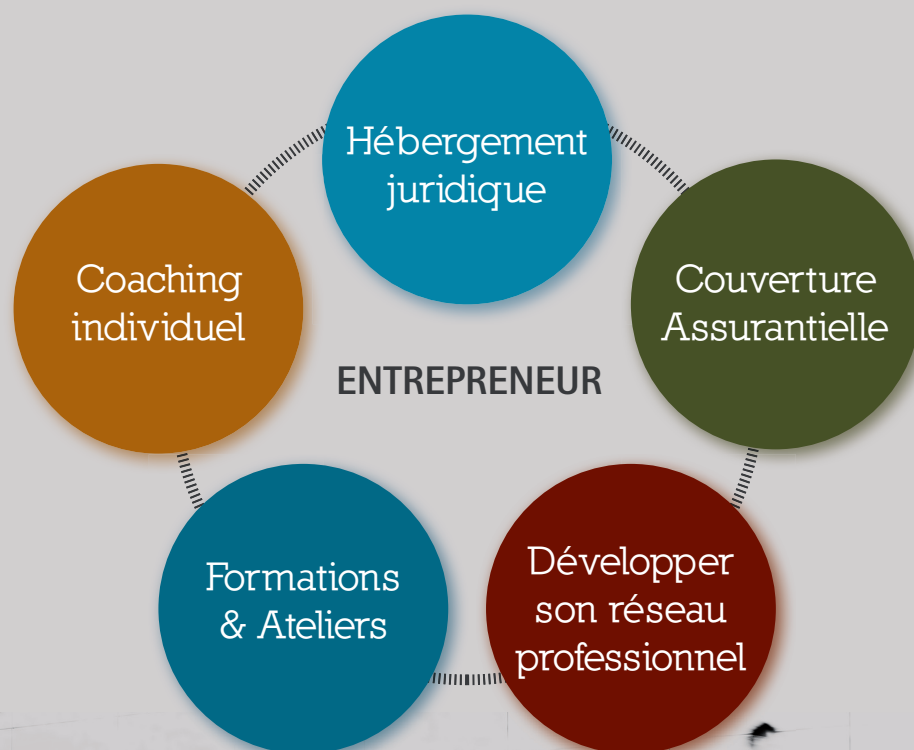 Hébergement
juridique
Coaching
individuel
Couverture
Assurantielle
ENTREPRENEUR
Formations
& Ateliers
Développer
son réseau
professionnel